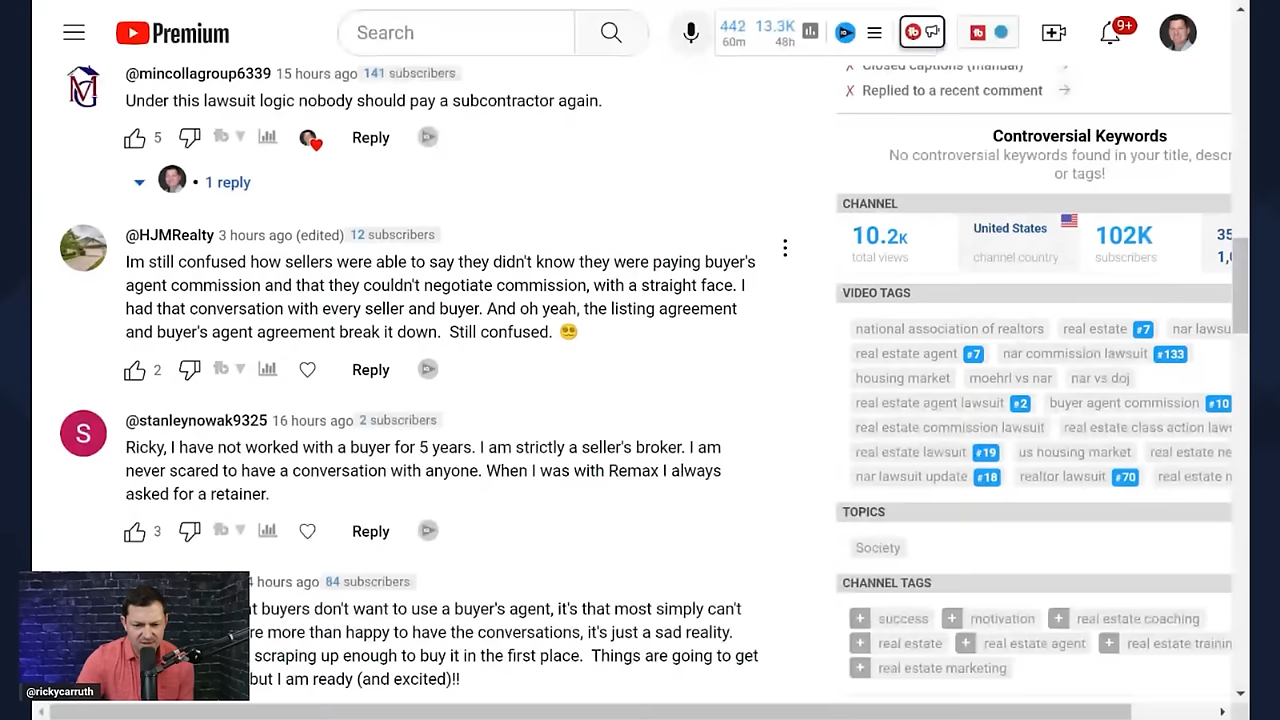 Premium
Search
442 13.3K
60m 48h
9+
@mincollagroup6339 15 hours ago 141 subscribers
Under this lawsuit logic nobody should pay a subcontractor again.
5 Reply
1 reply
@HJMRealty 3 hours ago (edited) 12 subscribers
Im still confused how sellers were able to say they didn't know they were paying buyer's
agent commission and that they couldn't negotiate commission, with a straight face. I
had that conversation with every seller and buyer. And oh yeah, the listing agreement
and buyer's agent agreement break it down. Still confused.
2 Reply
S
@stanleynowak9325 16 hours ago 2 subscribers
Ricky, I have not worked with a buyer for 5 years. I am strictly a seller's broker. I am
never scared to have a conversation with anyone. When I was with Remax I always
asked for a retainer.
3 Reply
4 hours ago 84 subscribers
t buyers don't want to use a buyer's agent, it's that most simply can't
re more than happy to have the conversations, it's just a sad reality.
scraping up enough to buy it in the first place. Things are going to get
but I am ready (and excited)!!
@rickycarruth
Closed captions (manual)
X Replied to a recent comment
Controversial Keywords
No controversial keywords found in your title, descr
or tags!
CHANNEL
10.2K United States 102K 35
total views channel country subscribers 1,
VIDEO TAGS
national association of realtors real estate #7 nar lawsu
real estate agent #7 nar commission lawsuit #133
housing market moehrl vs nar nar vs doj
real estate agent lawsuit #2 buyer agent commission #10
real estate commission lawsuit real estate class action law
real estate lawsuit #19 us housing market real estate ne
nar lawsuit update #18 realtor lawsuit #70 real estate n
TOPICS
Society
CHANNEL TAGS
+ success + motivation + real estate coaching
+ real estate + real estate agent + real estate trainin
+ real estate marketing